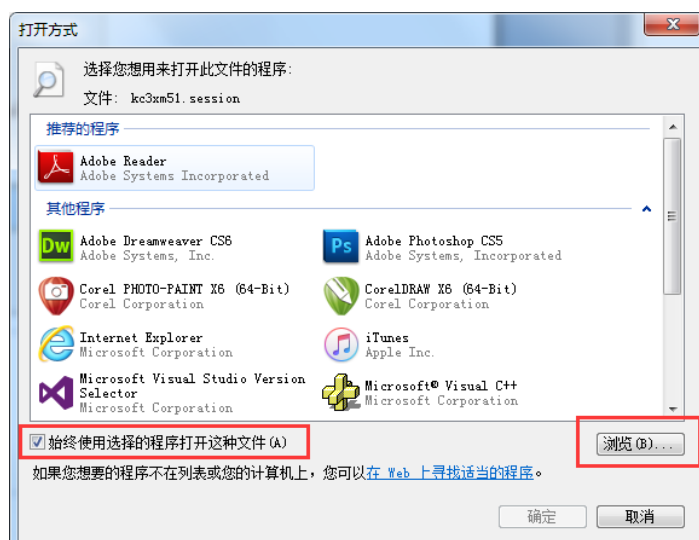 打开方式
选择您想用来打开此文件的程序:
文件: kc3xm51.session
推荐的程序
Adobe Reader
Adobe Systems Incorporated
其他程序
Dw
Adobe Dreamweaver CS6
Adobe Systems, Inc.
Ps
Adobe Photoshop CS5
Adobe Systems, Incorporated
Corel PHOTO-PAINT X6 (64-Bit)
Corel Corporation
CorelDRAW X6 (64-Bit)
Corel Corporation
Internet Explorer
Microsoft Corporation
iTunes
Apple Inc.
Microsoft Visual Studio Version
Selector
Microsoft Corporation
Microsoft® Visual C++
Microsoft Corporation
始终使用选择的程序打开这种文件(A)
浏览(B)...
如果您想要的程序不在列表或您的计算机上，您可以在 Web 上寻找适当的程序。
确定
取消